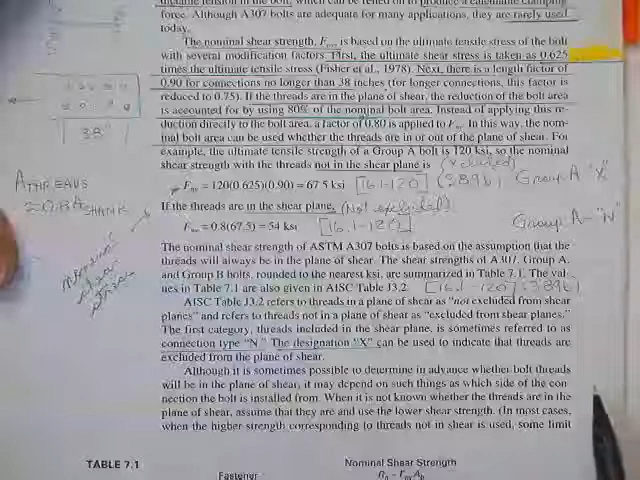 force. Although A307 bolts are adequate for many applications, they are rarely used
today.
The nominal shear strength, Fnv, is based on the ultimate tensile stress of the bolt
with several modification factors. First, the ultimate shear stress is taken as 0.625
times the ultimate tensile stress (Fisher et al., 1978). Next, there is a length factor of
0.90 for connections no longer than 38 inches (for longer connections, this factor is
reduced to 0.75). If the threads are in the plane of shear, the reduction of the bolt area
is accounted for by using 80% of the nominal bolt area. Instead of applying this re-
duction directly to the bolt area, a factor of 0.80 is applied to Fnv. In this way, the nom-
inal bolt area can be used whether the threads are in or out of the plane of shear. For
example, the ultimate tensile strength of a Group A bolt is 120 ksi, so the nominal
shear strength with the threads not in the shear plane is (excluded)
Fnv = 120(0.625)(0.90) = 67.5 ksi [16.1-120] Group A "X"
If the threads are in the shear plane, (Not excluded)
Fnv = 0.8(67.5) = 54 ksi [16.1-120] Group A - "N"
The nominal shear strength of ASTM A307 bolts is based on the assumption that the
threads will always be in the plane of shear. The shear strengths of A307, Group A,
and Group B bolts, rounded to the nearest ksi, are summarized in Table 7.1. The val-
ues in Table 7.1 are also given in AISC Table J3.2. [16.1-120]
AISC Table J3.2 refers to threads in a plane of shear as "not excluded from shear
planes" and refers to threads not in a plane of shear as "excluded from shear planes."
The first category, threads included in the shear plane, is sometimes referred to as
connection type "N." The designation "X" can be used to indicate that threads are
excluded from the plane of shear.
Although it is sometimes possible to determine in advance whether bolt threads
will be in the plane of shear, it may depend on such things as which side of the con-
nection the bolt is installed from. When it is not known whether the threads are in the
plane of shear, assume that they are and use the lower shear strength. (In most cases,
when the higher strength corresponding to threads not in shear is used, some limit
38"
ATHREADS
≈0.8ASHANK
nominal
shear
stress
TABLE 7.1
Nominal Shear Strength
Fastener
Rn = FnvAb